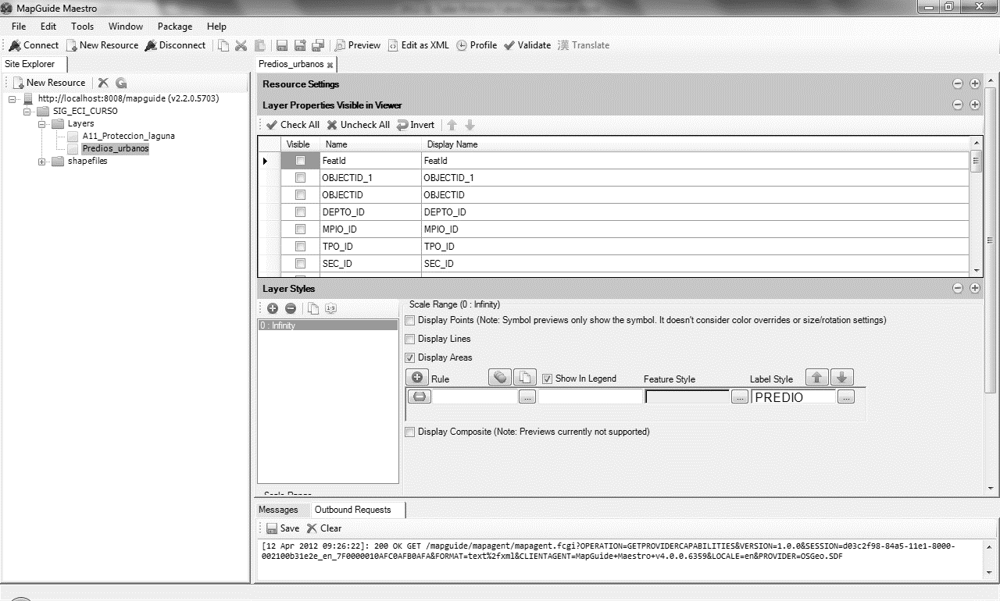 MapGuide Maestro
File Edit Tools Window Package Help
Connect New Resource Disconnect Preview Edit as XML Profile Validate Translate
Site Explorer
New Resource
http://localhost:8008/mapguide (v2.2.0.5703)
SIG_ECI_CURSO
Layers
A11_Proteccion_laguna
Predios_urbanos
shapefiles
Predios_urbanos
Resource Settings
Layer Properties Visible in Viewer
Check All Uncheck All Invert
Visible Name Display Name
FeatId FeatId
OBJECTID_1 OBJECTID_1
OBJECTID OBJECTID
DEPTO_ID DEPTO_ID
MPIO_ID MPIO_ID
TPO_ID TPO_ID
SEC_ID SEC_ID
Layer Styles
0 : Infinity
Scale Range (0 : Infinity)
Display Points (Note: Symbol previews only show the symbol. It doesn't consider color overrides or size/rotation settings)
Display Lines
Display Areas
Rule Show In Legend Feature Style Label Style
... ... PREDIO ...
Display Composite (Note: Previews currently not supported)
Scale Range
Messages Outbound Requests
Save Clear
[12 Apr 2012 09:26:22]: 200 OK GET /mapguide/mapagent/mapagent.fcgi?OPERATION=GETPROVIDERCAPABILITIES&VERSION=1.0.0&SESSION=d03c2f98-84a5-11e1-8000-
002100b31e2e_en_7F0000010AFC0AFB0AFA&FORMAT=text%2fxml&CLIENTAGENT=MapGuide+Maestro+v4.0.0.6359&LOCALE=en&PROVIDER=OSGeo.SDF